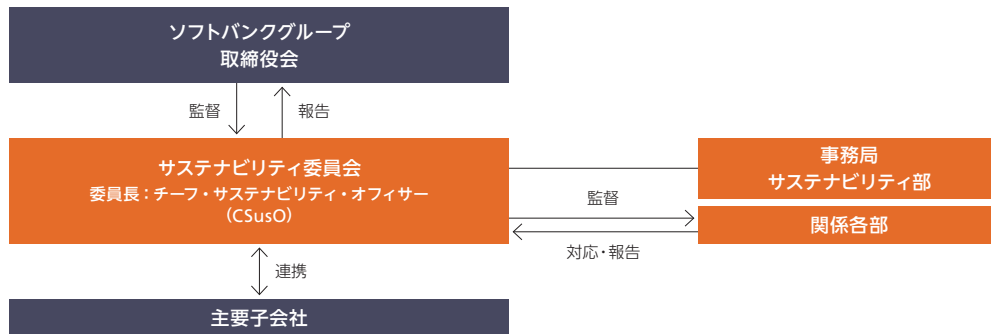 ソフトバンクグループ
取締役会
監督
報告
サステナビリティ委員会
委員長：チーフ・サステナビリティ・オフィサー
（CSusO）
事務局
サステナビリティ部
監督
関係各部
対応・報告
連携
主要子会社